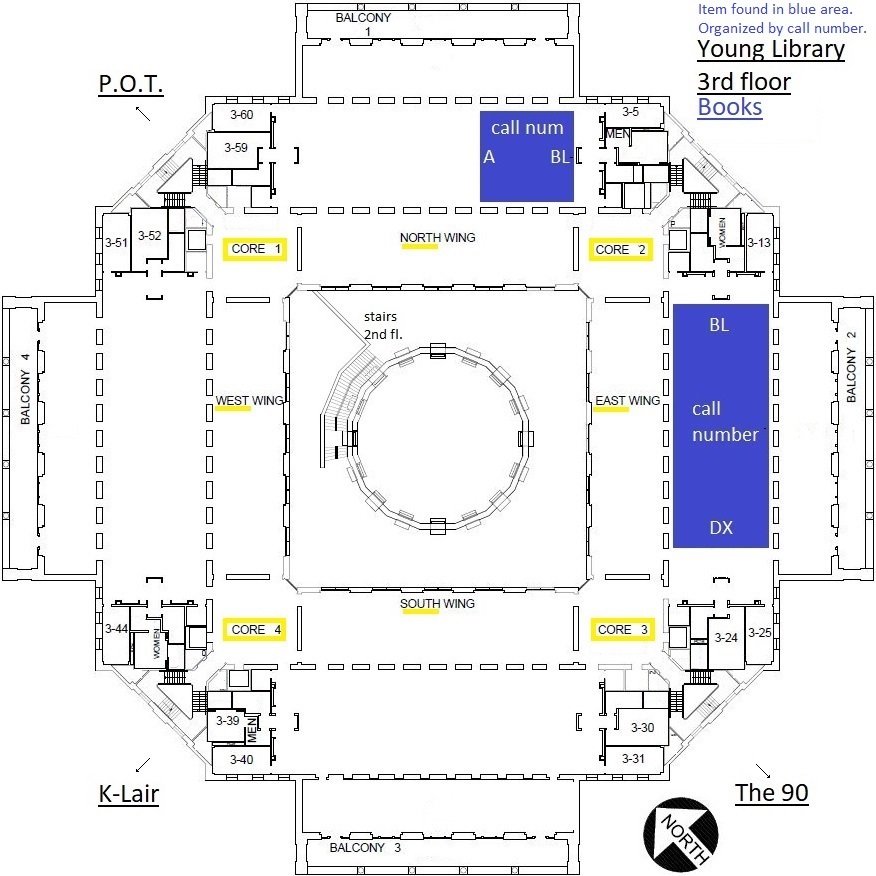 BALCONY
1
Item found in blue area.
Organized by call number.
Young Library
3rd floor
Books
P.O.T.
3-60
3-59
call num
A BL
3-5
MEN
3-51
3-52
CORE 1
NORTH WING
CORE 2
WOMEN
3-13
stairs
2nd fl.
BALCONY 4
WEST WING
EAST WING
BL
call
number
DX
BALCONY 2
SOUTH WING
3-44
WOMEN
CORE 4
CORE 3
3-24
3-25
3-39
MEN
3-40
3-30
3-31
K-Lair
The 90
NORTH
BALCONY 3